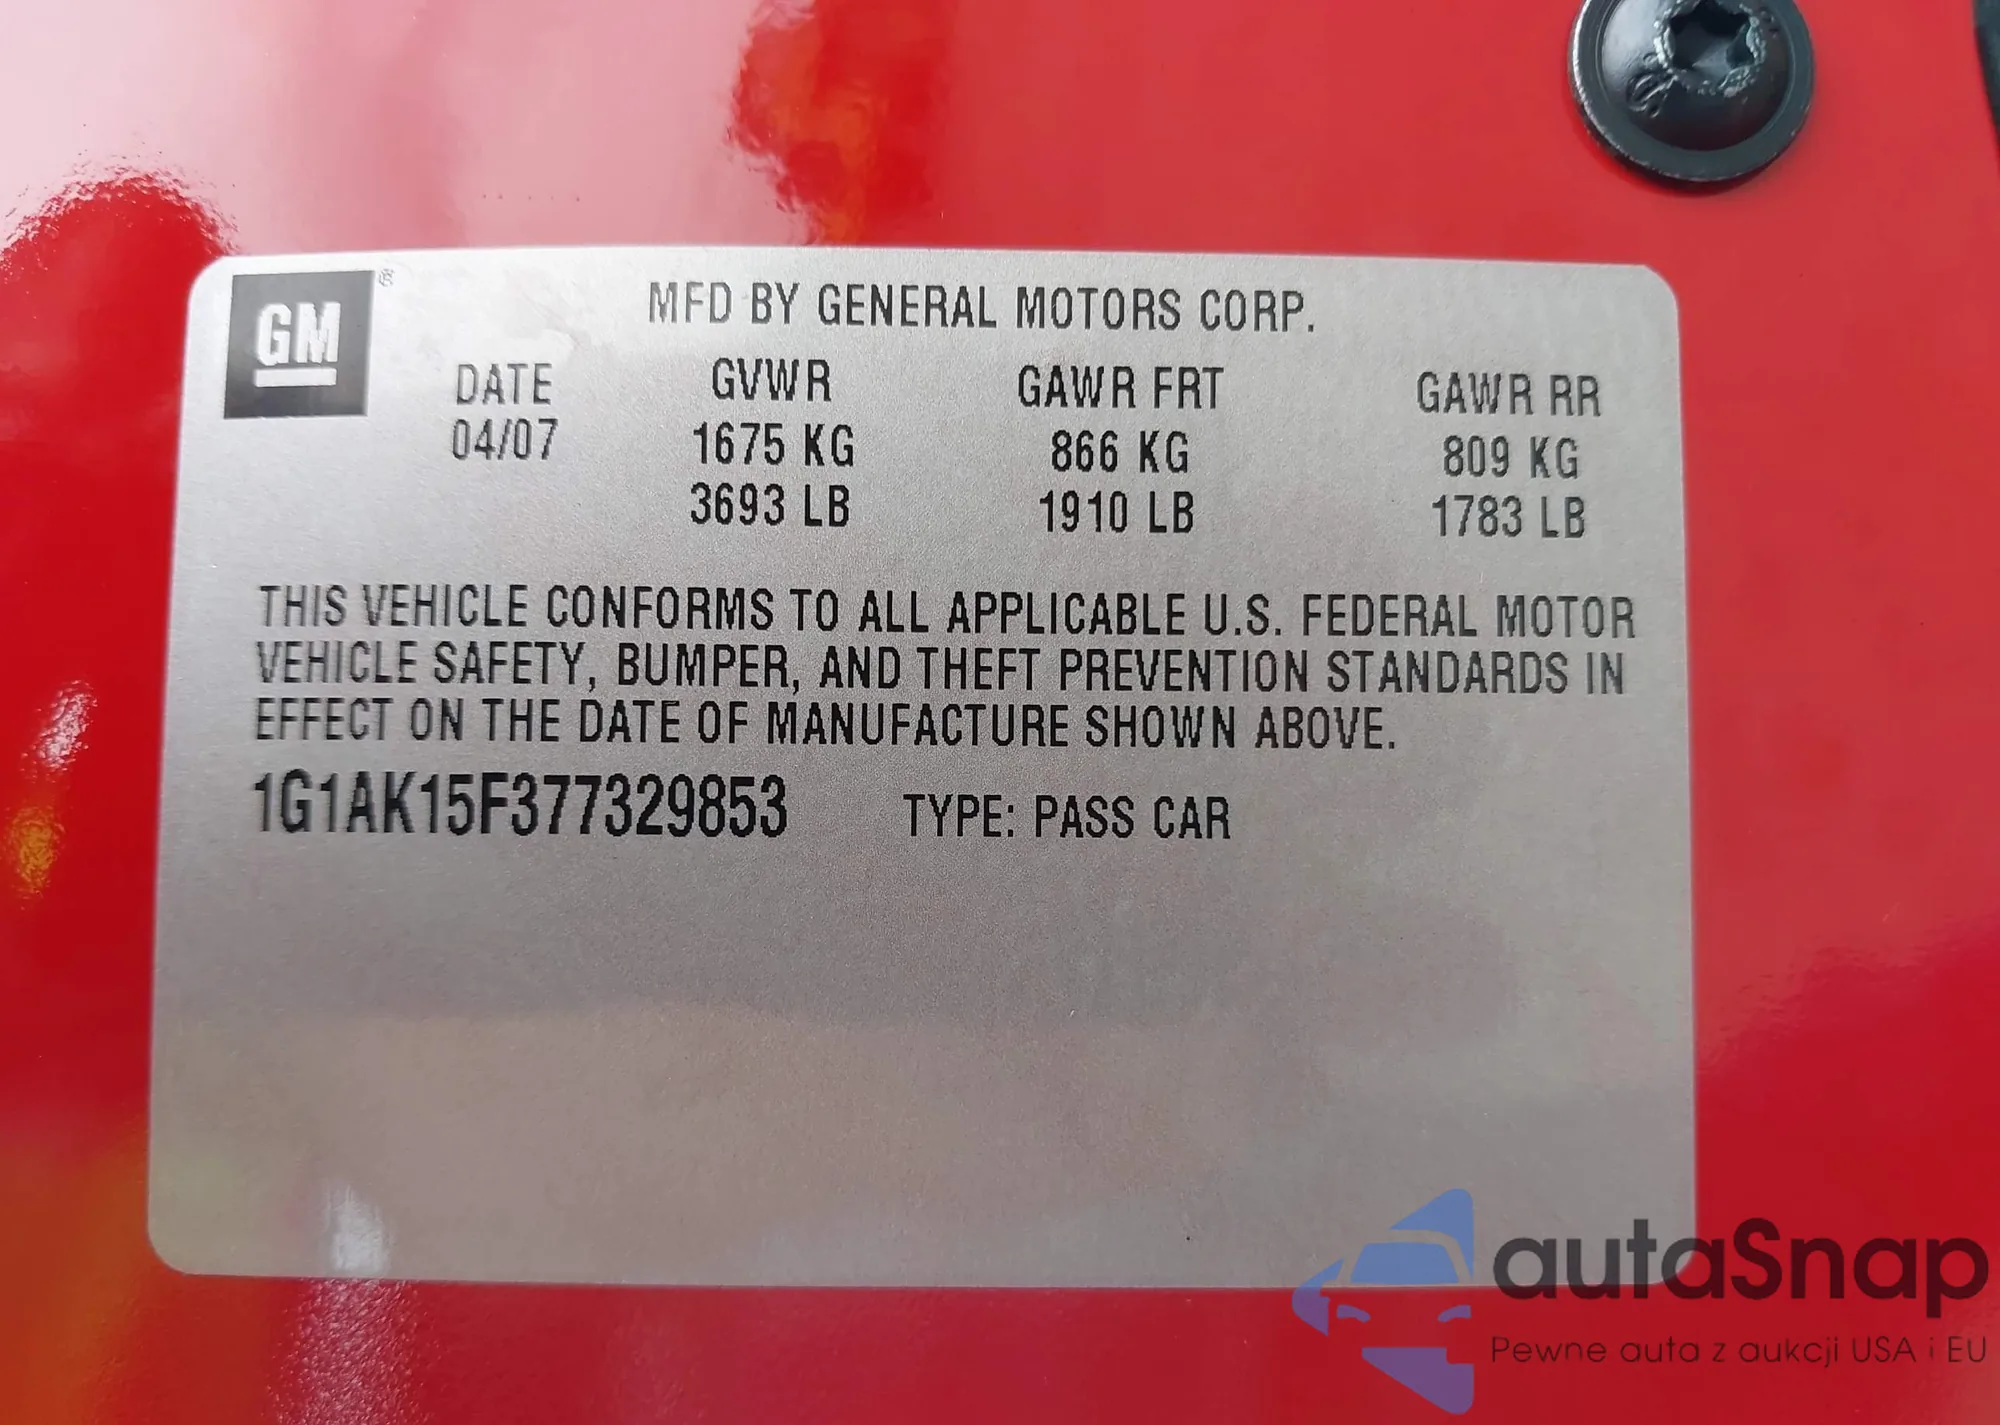 GM
MFD BY GENERAL MOTORS CORP.
DATE GVWR GAWR FRT GAWR RR
04/07 1675 KG 866 KG 809 KG
3693 LB 1910 LB 1783 LB
THIS VEHICLE CONFORMS TO ALL APPLICABLE U.S. FEDERAL MOTOR
VEHICLE SAFETY, BUMPER, AND THEFT PREVENTION STANDARDS IN
EFFECT ON THE DATE OF MANUFACTURE SHOWN ABOVE.
1G1AK15F377329853 TYPE: PASS CAR
autaSnap
Pewne auta z aukcji USA i EU